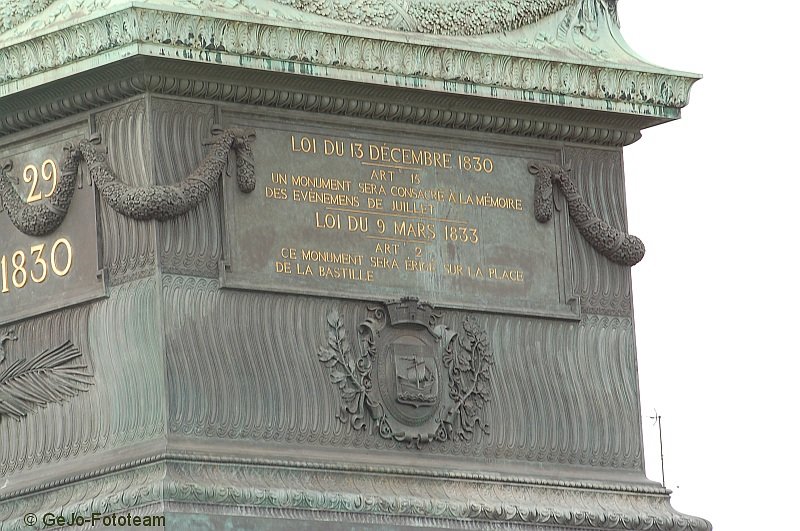 29
1830
LOI DU 13 DÉCEMBRE 1830
ART 15
UN MONUMENT SERA CONSACRÉ À LA MÉMOIRE
DES EVÉNEMENS DE JUILLET
LOI DU 9 MARS 1833
ART 2
CE MONUMENT SERA ÉRIGÉ SUR LA PLACE
DE LA BASTILLE
© GeJo-Fototeam